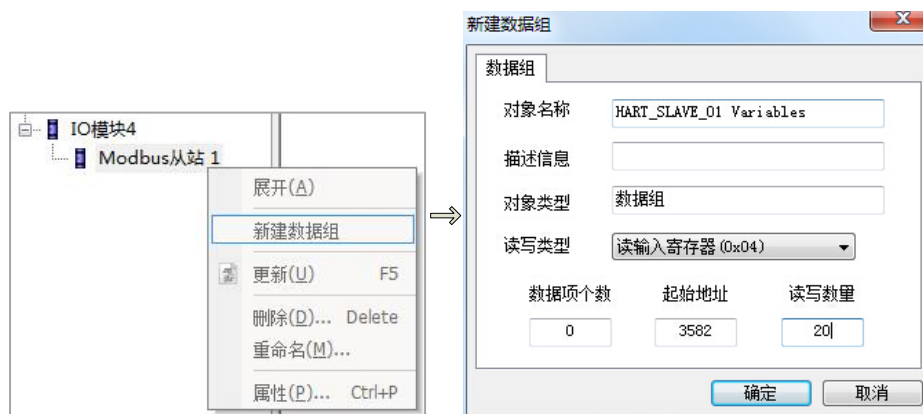 IO模块4
Modbus从站 1
展开(A)
新建数据组
更新(U) F5
删除(D)... Delete
重命名(M)...
属性(P)... Ctrl+P
新建数据组
数据组
对象名称 HART_SLAVE_01 Variables
描述信息
对象类型 数据组
读写类型 读输入寄存器(0x04)
数据项个数 起始地址 读写数量
0 3582 20
确定 取消